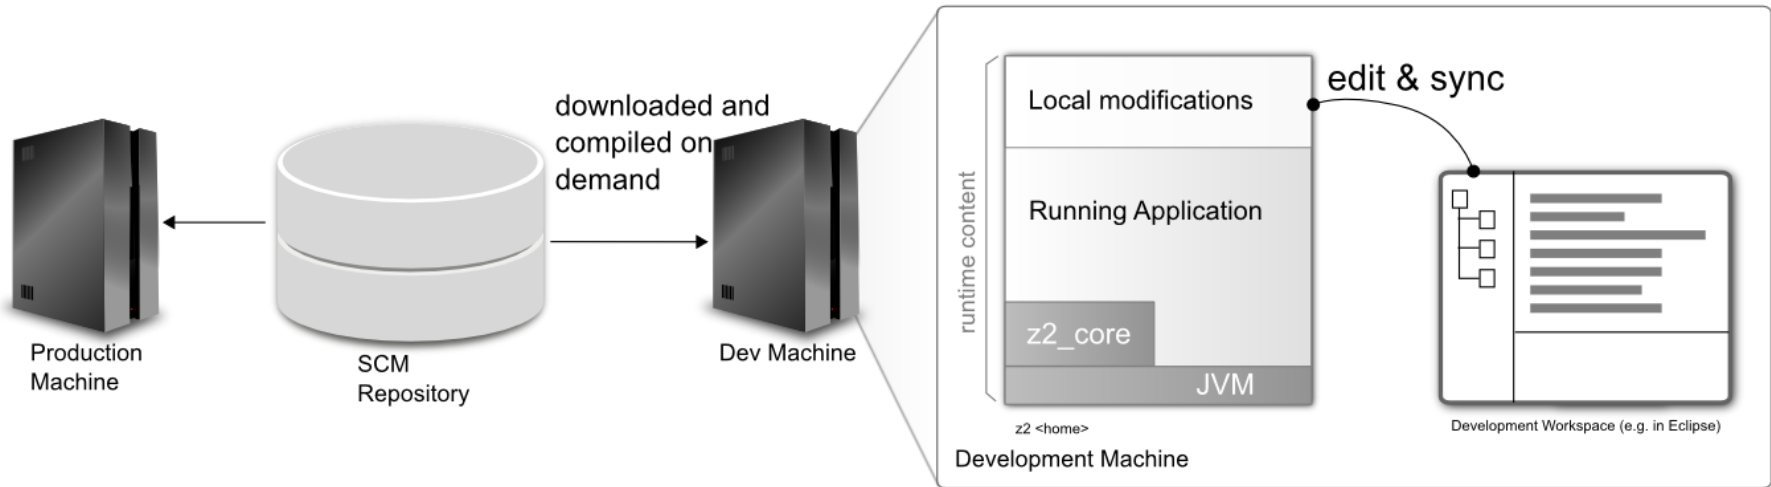 downloaded and
compiled on
demand
Production
Machine
SCM
Repository
Dev Machine
runtime content
Local modifications
Running Application
z2_core
JVM
z2 <home>
Development Machine
edit & sync
Development Workspace (e.g. in Eclipse)